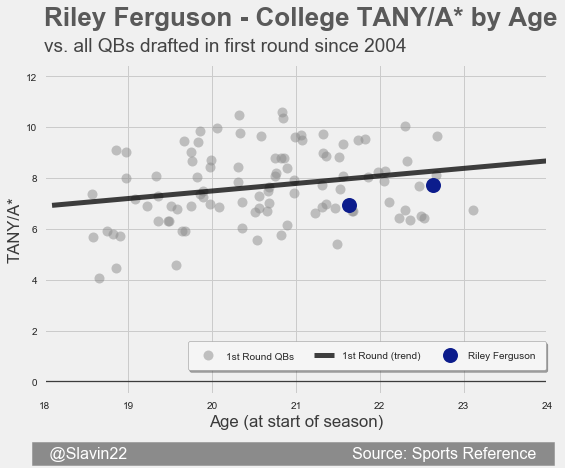 Riley Ferguson - College TANY/A* by Age
vs. all QBs drafted in first round since 2004
12
10
8
6
4
2
0
TANY/A*
1st Round QBs
1st Round (trend)
Riley Ferguson
18 19 20 21 22 23 24
Age (at start of season)
@Slavin22
Source: Sports Reference